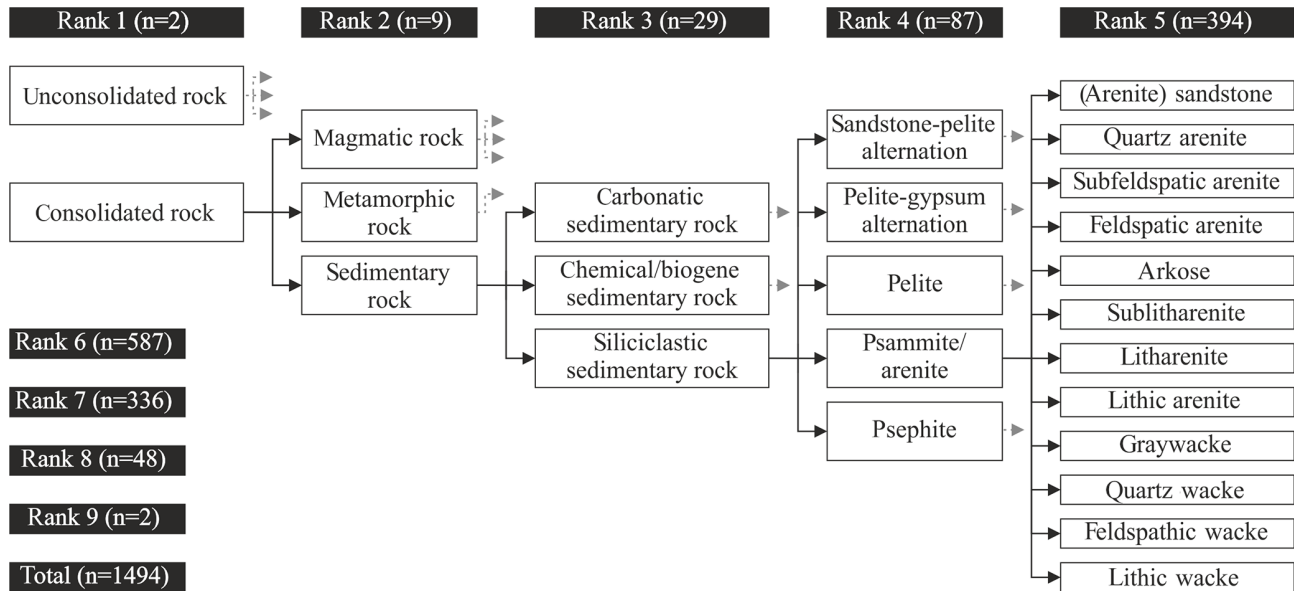 Rank 1 (n=2)
Rank 2 (n=9)
Rank 3 (n=29)
Rank 4 (n=87)
Rank 5 (n=394)
Unconsolidated rock
Consolidated rock
Magmatic rock
Metamorphic
rock
Sedimentary
rock
Carbonatic
sedimentary rock
Chemical/biogene
sedimentary rock
Siliciclastic
sedimentary rock
Sandstone-pelite
alternation
Pelite-gypsum
alternation
Pelite
Psammite/
arenite
Psephite
(Arenite) sandstone
Quartz arenite
Subfeldspatic arenite
Feldspatic arenite
Arkose
Sublitharenite
Litharenite
Lithic arenite
Graywacke
Quartz wacke
Feldspathic wacke
Lithic wacke
Rank 6 (n=587)
Rank 7 (n=336)
Rank 8 (n=48)
Rank 9 (n=2)
Total (n=1494)